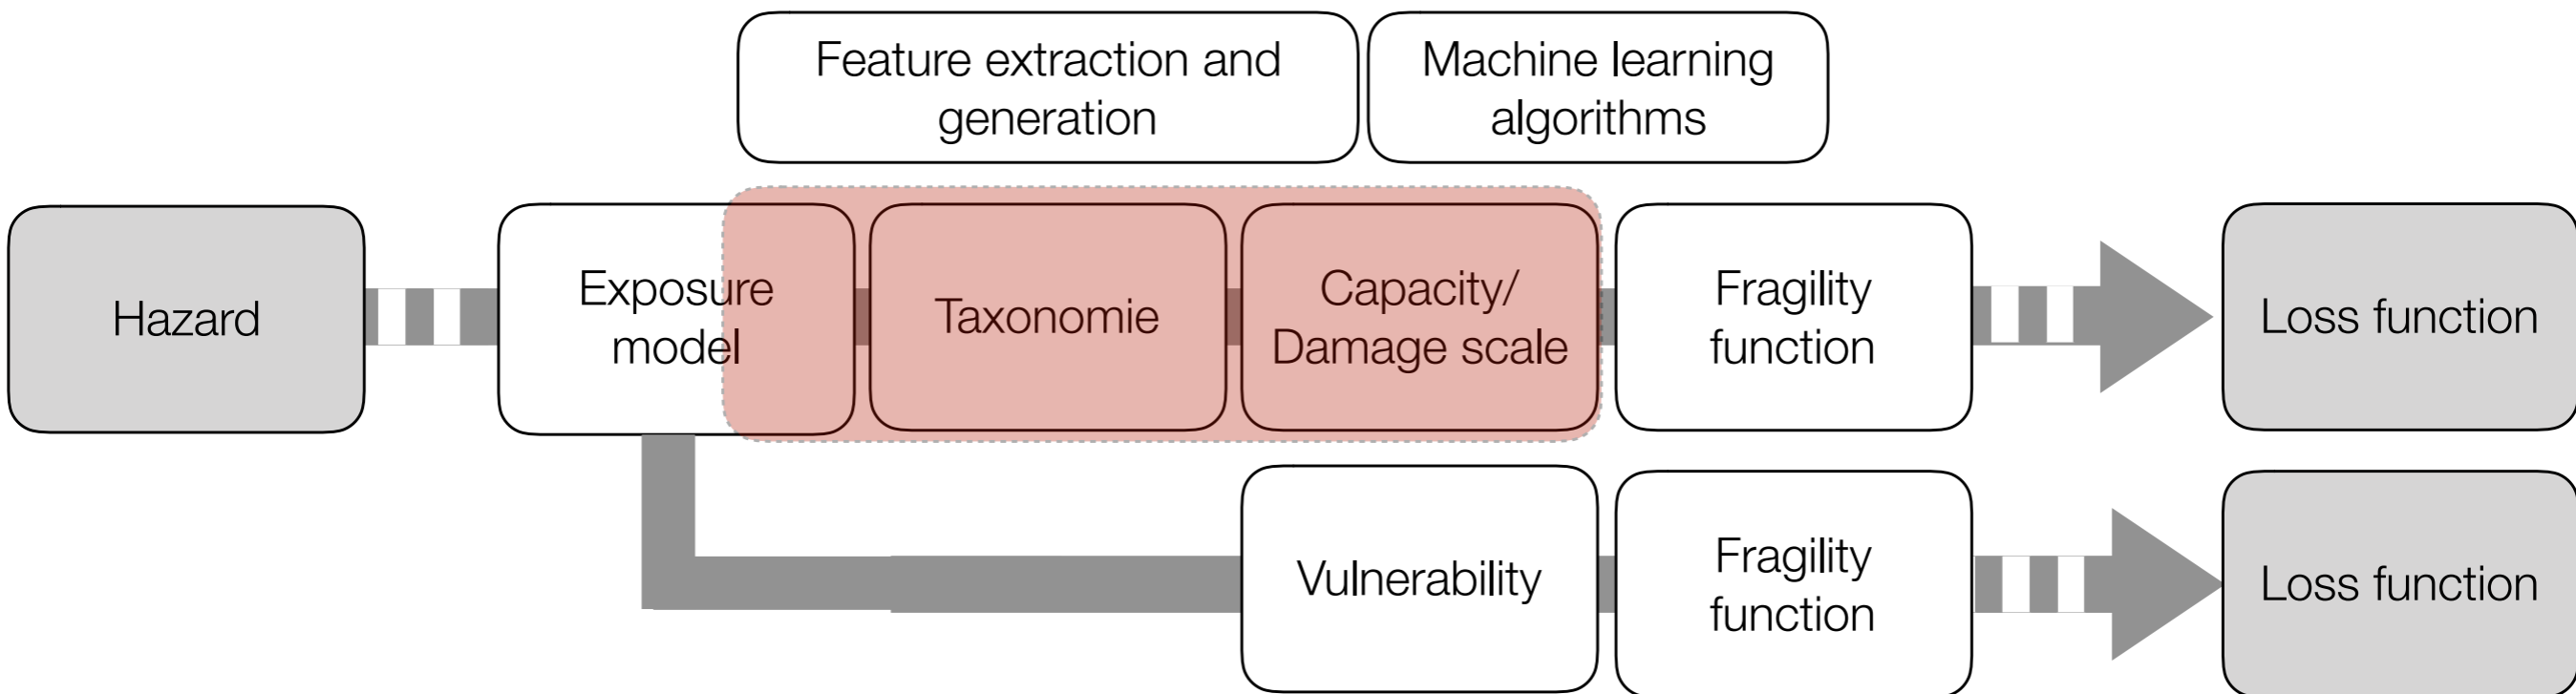 Feature extraction and
generation
Machine learning
algorithms
Hazard
Exposure
model
Taxonomie
Capacity/
Damage scale
Fragility
function
Loss function
Vulnerability
Fragility
function
Loss function